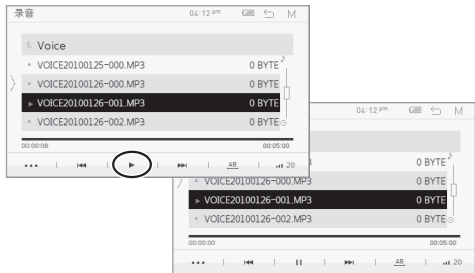 录音 04:12 pm M
Voice
VOICE20100125-000.MP3 0 BYTE
VOICE20100126-000.MP3 0 BYTE
VOICE20100126-001.MP3 0 BYTE
VOICE20100126-002.MP3 0 BYTE
00:00:08 00:05:00
AB 20
04:12 pm M
0 BYTE
VOICE20100126-000.MP3 0 BYTE
VOICE20100126-001.MP3 0 BYTE
VOICE20100126-002.MP3 0 BYTE
00:00:00 00:05:00
AB 20